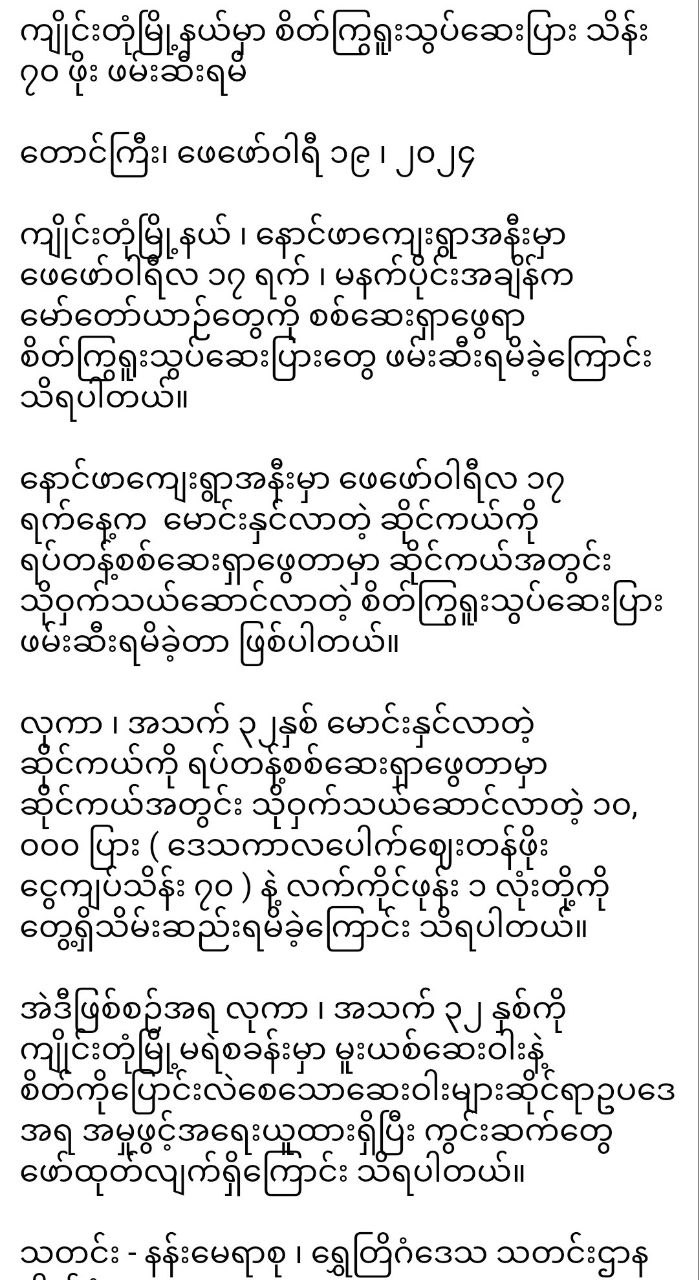 ကျိုင်းတုံမြို့နယ်မှာ စိတ်ကြွရူးသွပ်ဆေးပြား သိန်း
၇၀ ဖိုး ဖမ်းဆီးရမိ
တောင်ကြီး၊ ဖေဖော်ဝါရီ ၁၉ ၊ ၂၀၂၄
ကျိုင်းတုံမြို့နယ် ၊ နောင်ဖာကျေးရွာအနီးမှာ
ဖေဖော်ဝါရီလ ၁၇ ရက် ၊ မနက်ပိုင်းအချိန်က
မော်တော်ယာဉ်တွေကို စစ်ဆေးရှာဖွေရာ
စိတ်ကြွရူးသွပ်ဆေးပြားတွေ ဖမ်းဆီးရမိခဲ့ကြောင်း
သိရပါတယ်။
နောင်ဖာကျေးရွာအနီးမှာ ဖေဖော်ဝါရီလ ၁၇
ရက်နေ့က  မောင်းနှင်လာတဲ့ ဆိုင်ကယ်ကို
ရပ်တန့်စစ်ဆေးရှာဖွေတာမှာ ဆိုင်ကယ်အတွင်း
သိုဝှက်သယ်ဆောင်လာတဲ့ စိတ်ကြွရူးသွပ်ဆေးပြား
ဖမ်းဆီးရမိခဲ့တာ ဖြစ်ပါတယ်။
လုကာ ၊ အသက် ၃၂နှစ် မောင်းနှင်လာတဲ့
ဆိုင်ကယ်ကို ရပ်တန့်စစ်ဆေးရှာဖွေတာမှာ
ဆိုင်ကယ်အတွင်း သိုဝှက်သယ်ဆောင်လာတဲ့ ၁၀,
၀၀၀ ပြား ( ဒေသကာလပေါက်ဈေးတန်ဖိုး
ငွေကျပ်သိန်း ၇၀ ) နဲ့ လက်ကိုင်ဖုန်း ၁ လုံးတို့ကို
တွေ့ရှိသိမ်းဆည်းရမိခဲ့ကြောင်း သိရပါတယ်။
အဲဒီဖြစ်စဉ်အရ လုကာ ၊ အသက် ၃၂ နှစ်ကို
ကျိုင်းတုံမြို့မရဲစခန်းမှာ မူးယစ်ဆေးဝါးနဲ့
စိတ်ကိုပြောင်းလဲစေသောဆေးဝါးများဆိုင်ရာဥပဒေ
အရ အမှုဖွင့်အရေးယူထားရှိပြီး ကွင်းဆက်တွေ
ဖော်ထုတ်လျက်ရှိကြောင်း သိရပါတယ်။
သတင်း - နန်းမေရာစု ၊ ရွှေတြိဂံဒေသ သတင်းဌာန